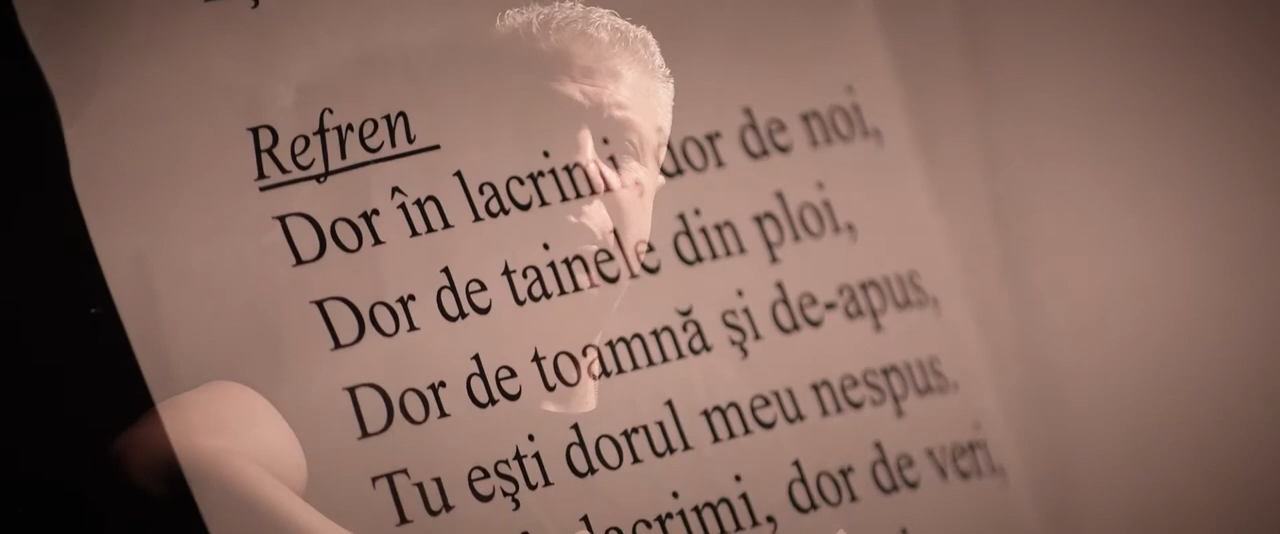 Refren
Dor în lacrimi, dor de noi,
Dor de tainele din ploi,
Dor de toamnă şi de-apus,
Tu eşti dorul meu nespus.
lacrimi, dor de veri,